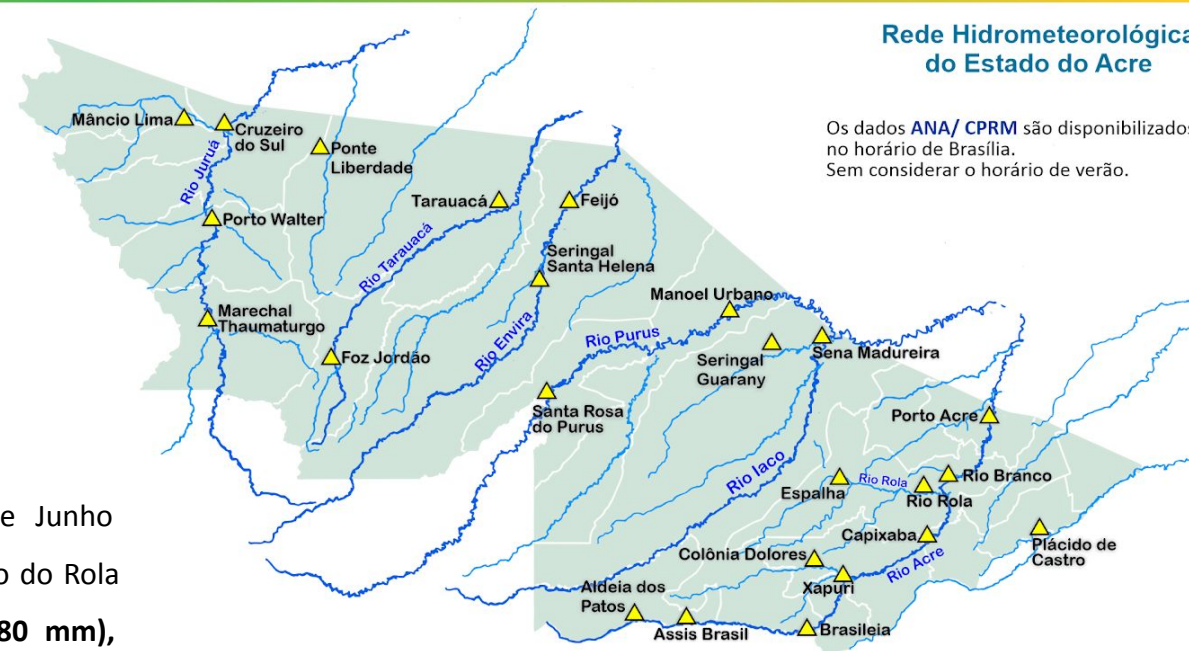 Rede Hidrometeorológica
do Estado do Acre
Os dados ANA/ CPRM são disponibilizados
no horário de Brasília.
Sem considerar o horário de verão.
Mâncio Lima
Cruzeiro
do Sul
Ponte
Liberdade
Rio Juruá
Tarauacá
Feijó
Porto Walter
Rio Tarauacá
Seringal
Santa Helena
Manoel Urbano
Marechal
Thaumaturgo
Rio Envira
Rio Purus
Foz Jordão
Seringal
Guarany
Sena Madureira
Santa Rosa
do Purus
Porto Acre
Rio Iaco
Espalha
Rio Rola
Rio Branco
Rio Rola
Capixaba
Plácido de
Castro
Colônia Dolores
Rio Acre
Xapuri
Aldeia dos
Patos
Assis Brasil
Brasileia
e Junho
o do Rola
80 mm),